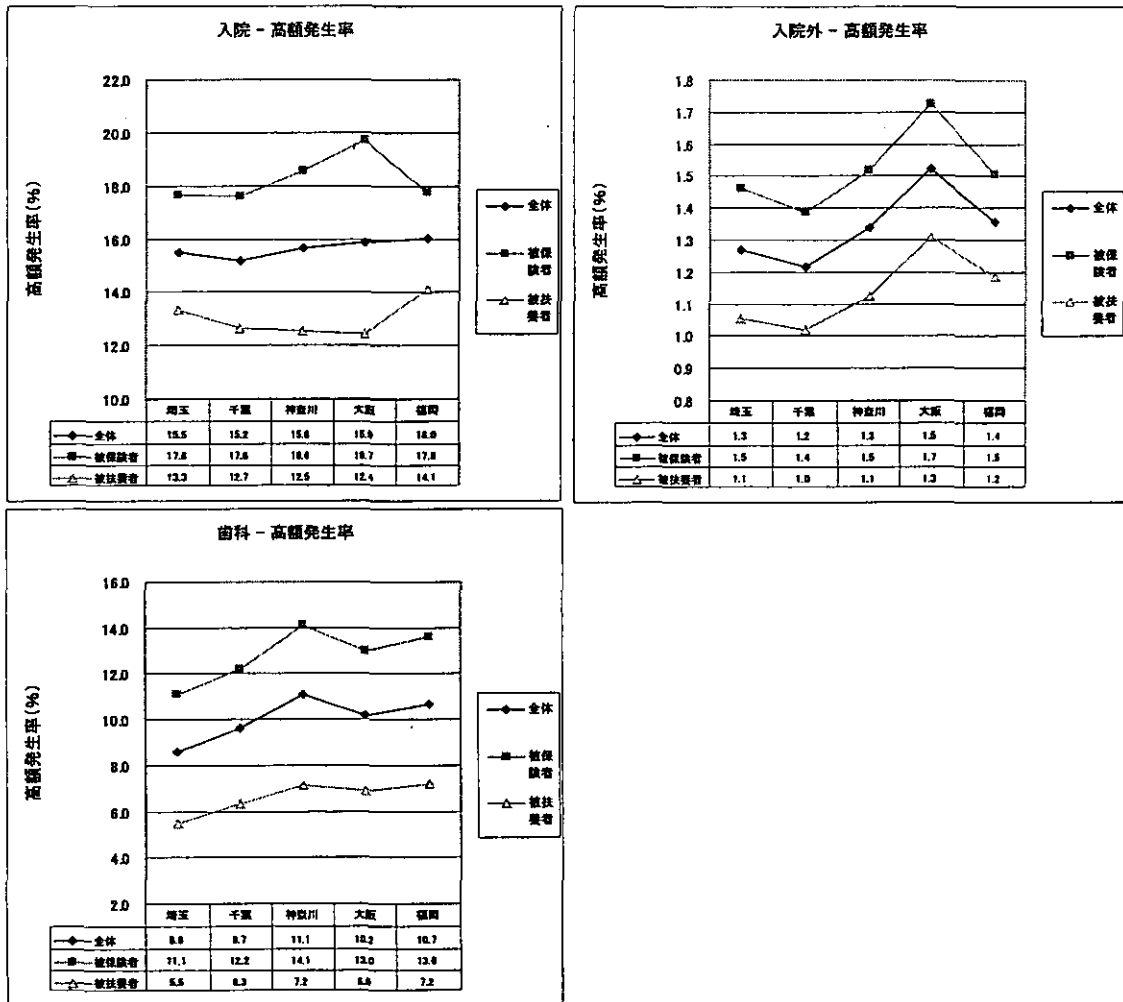 入院 - 高額発生率
高額発生率(%)
22.0
20.0
18.0
16.0
14.0
12.0
10.0
全体
被保険者
被扶養者
埼玉 千葉 神奈川 大阪 福岡
全体 15.5 15.2 15.6 15.9 16.0
被保険者 17.6 17.6 18.6 19.7 17.8
被扶養者 13.3 12.7 12.5 12.4 14.1
入院外 - 高額発生率
高額発生率(%)
1.8
1.7
1.6
1.5
1.4
1.3
1.2
1.1
1.0
0.9
0.8
全体
被保険者
被扶養者
埼玉 千葉 神奈川 大阪 福岡
全体 1.3 1.2 1.3 1.5 1.4
被保険者 1.5 1.4 1.5 1.7 1.5
被扶養者 1.1 1.0 1.1 1.3 1.2
歯科 - 高額発生率
高額発生率(%)
16.0
14.0
12.0
10.0
8.0
6.0
4.0
2.0
全体
被保険者
被扶養者
埼玉 千葉 神奈川 大阪 福岡
全体 9.7 11.1 10.2 10.7
被保険者 11.1 12.2 14.1 13.0 13.6
被扶養者 5.5 6.3 7.2 7.2